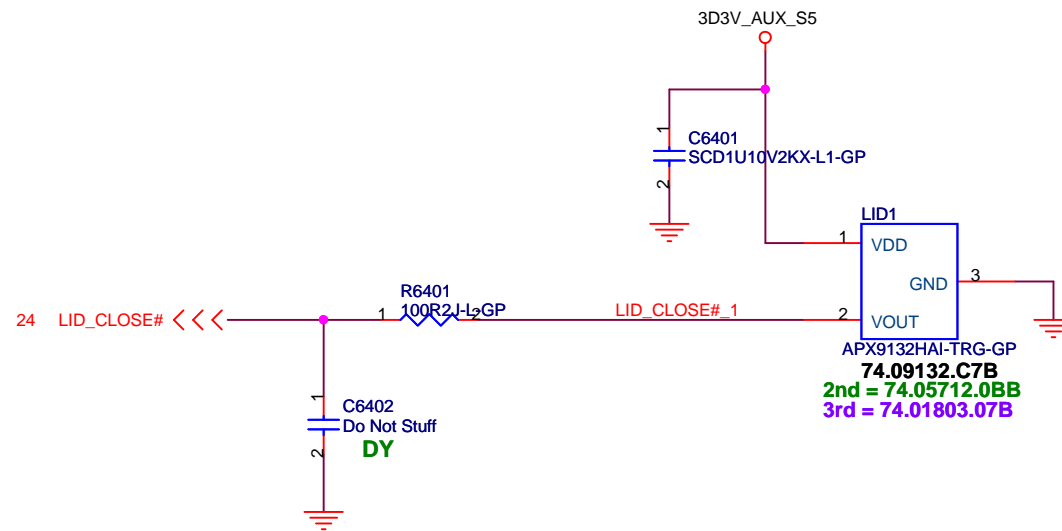 3D3V_AUX_S5
1
C6401
SCD1U10V2KX-L1-GP
2
LID1
1
VDD
GND
3
R6401
100R2J-L-GP
24
LID_CLOSE#
1
2
LID_CLOSE#_1
2
VOUT
APX9132HAI-TRG-GP
74.09132.C7B
2nd = 74.05712.0BB
3rd = 74.01803.07B
1
C6402
Do Not Stuff
DY
2